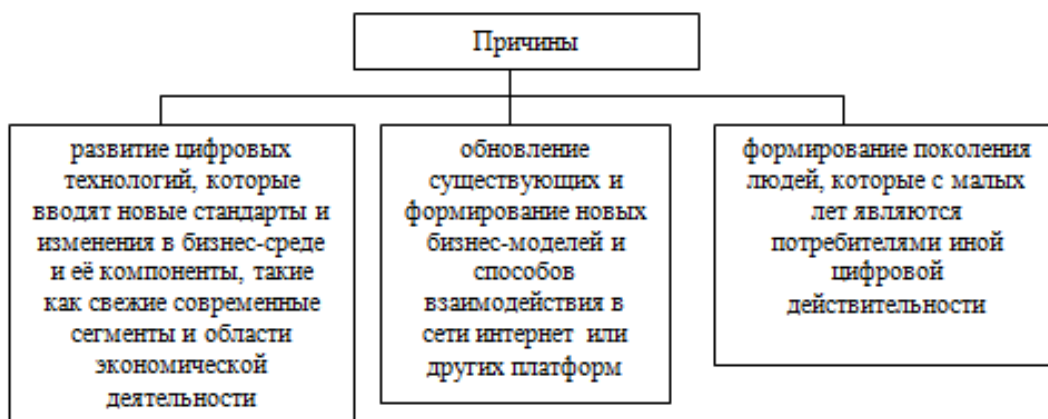 Причины
развитие цифровых
технологий, которые
вводят новые стандарты и
изменения в бизнес-среде
и её компоненты, такие
как свежие современные
сегменты и области
экономической
деятельности
обновление
существующих и
формирование новых
бизнес-моделей и
способов
взаимодействия в
сети интернет или
других платформ
формирование поколения
людей, которые с малых
лет являются
потребителями иной
цифровой
действительности